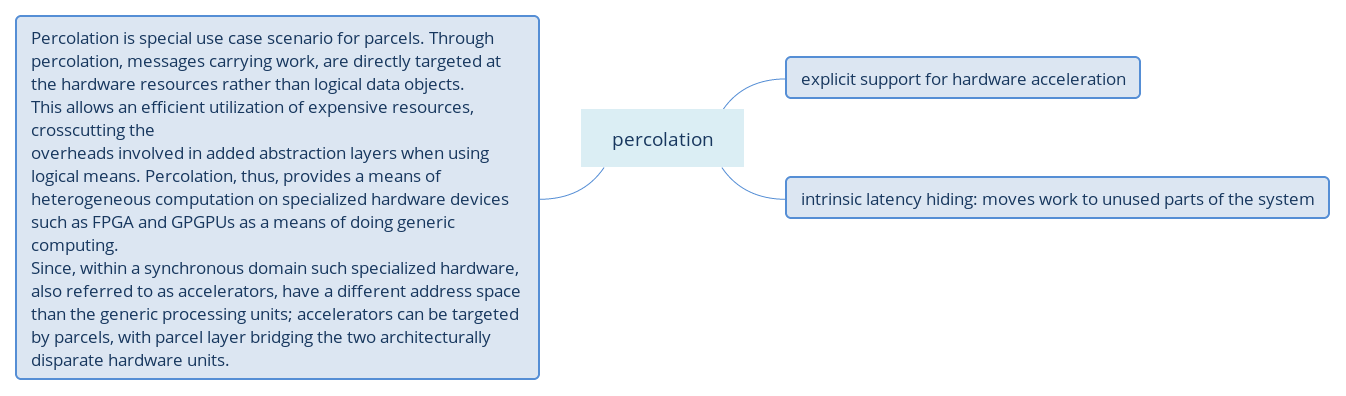 Percolation is special use case scenario for parcels. Through
percolation, messages carrying work, are directly targeted at
the hardware resources rather than logical data objects.
This allows an efficient utilization of expensive resources,
crosscutting the
overheads involved in added abstraction layers when using
logical means. Percolation, thus, provides a means of
heterogeneous computation on specialized hardware devices
such as FPGA and GPGPUs as a means of doing generic
computing.
Since, within a synchronous domain such specialized hardware,
also referred to as accelerators, have a different address space
than the generic processing units; accelerators can be targeted
by parcels, with parcel layer bridging the two architecturally
disparate hardware units.
percolation
explicit support for hardware acceleration
intrinsic latency hiding: moves work to unused parts of the system